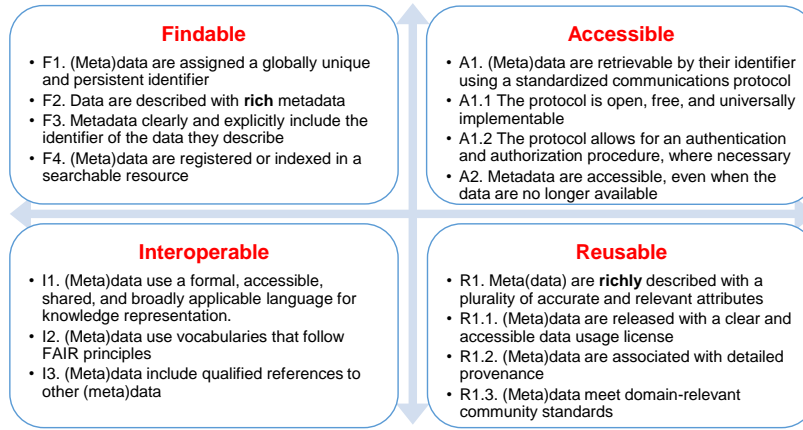 Findable
• F1. (Meta)data are assigned a globally unique
and persistent identifier
• F2. Data are described with rich metadata
• F3. Metadata clearly and explicitly include the
identifier of the data they describe
• F4. (Meta)data are registered or indexed in a
searchable resource
Accessible
• A1. (Meta)data are retrievable by their identifier
using a standardized communications protocol
• A1.1 The protocol is open, free, and universally
implementable
• A1.2 The protocol allows for an authentication
and authorization procedure, where necessary
• A2. Metadata are accessible, even when the
data are no longer available
Interoperable
• I1. (Meta)data use a formal, accessible,
shared, and broadly applicable language for
knowledge representation.
• I2. (Meta)data use vocabularies that follow
FAIR principles
• I3. (Meta)data include qualified references to
other (meta)data
Reusable
• R1. Meta(data) are richly described with a
plurality of accurate and relevant attributes
• R1.1. (Meta)data are released with a clear and
accessible data usage license
• R1.2. (Meta)data are associated with detailed
provenance
• R1.3. (Meta)data meet domain-relevant
community standards